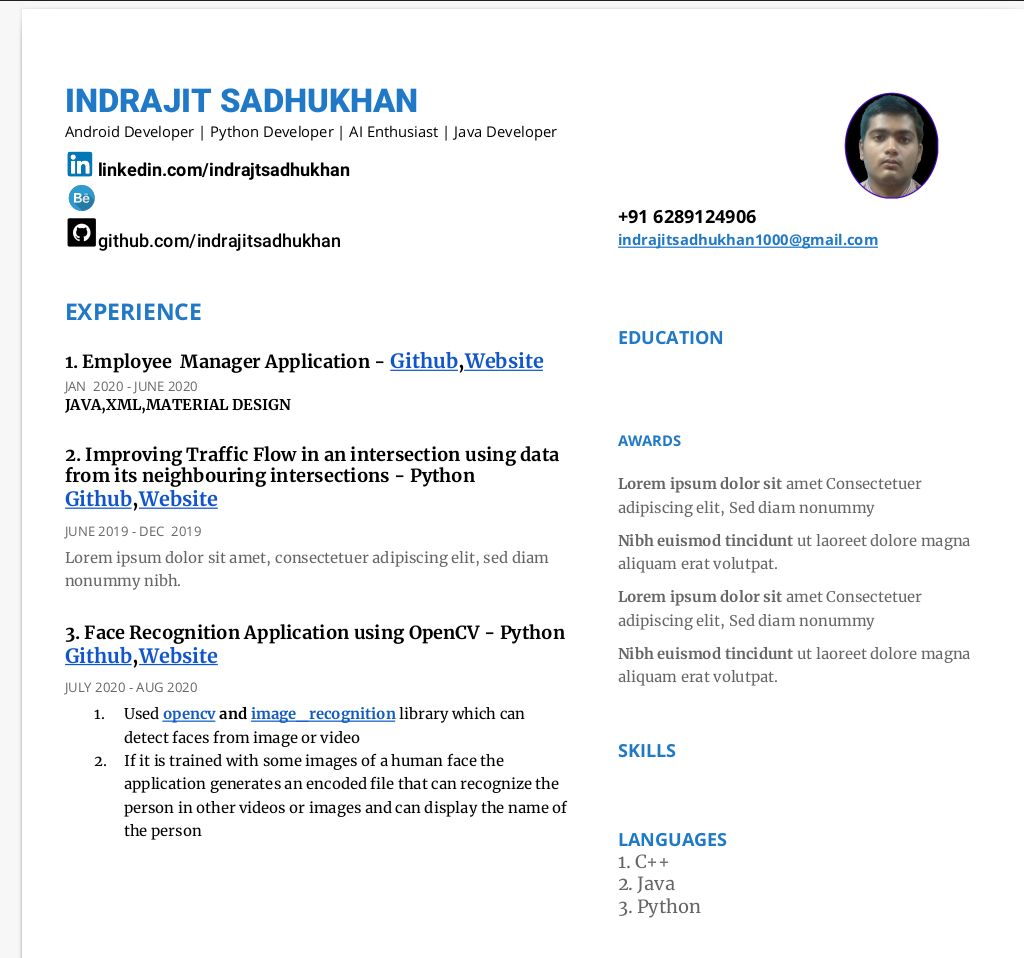 INDRAJIT SADHUKHAN
Android Developer | Python Developer | AI Enthusiast | Java Developer
in linkedin.com/indrajtsadhukhan
Bē
github.com/indrajitsadhukhan
+91 6289124906
indrajitsadhukhan1000@gmail.com
EXPERIENCE
1. Employee  Manager Application - Github,Website
JAN  2020 - JUNE 2020
JAVA,XML,MATERIAL DESIGN
2. Improving Traffic Flow in an intersection using data
from its neighbouring intersections - Python
Github,Website
JUNE 2019 - DEC  2019
Lorem ipsum dolor sit amet, consectetuer adipiscing elit, sed diam
nonummy nibh.
3. Face Recognition Application using OpenCV - Python
Github,Website
JULY 2020 - AUG 2020
1. Used opencv and image_recognition library which can
detect faces from image or video
2. If it is trained with some images of a human face the
application generates an encoded file that can recognize the
person in other videos or images and can display the name of
the person
EDUCATION
AWARDS
Lorem ipsum dolor sit amet Consectetuer
adipiscing elit, Sed diam nonummy
Nibh euismod tincidunt ut laoreet dolore magna
aliquam erat volutpat.
Lorem ipsum dolor sit amet Consectetuer
adipiscing elit, Sed diam nonummy
Nibh euismod tincidunt ut laoreet dolore magna
aliquam erat volutpat.
SKILLS
LANGUAGES
1. C++
2. Java
3. Python